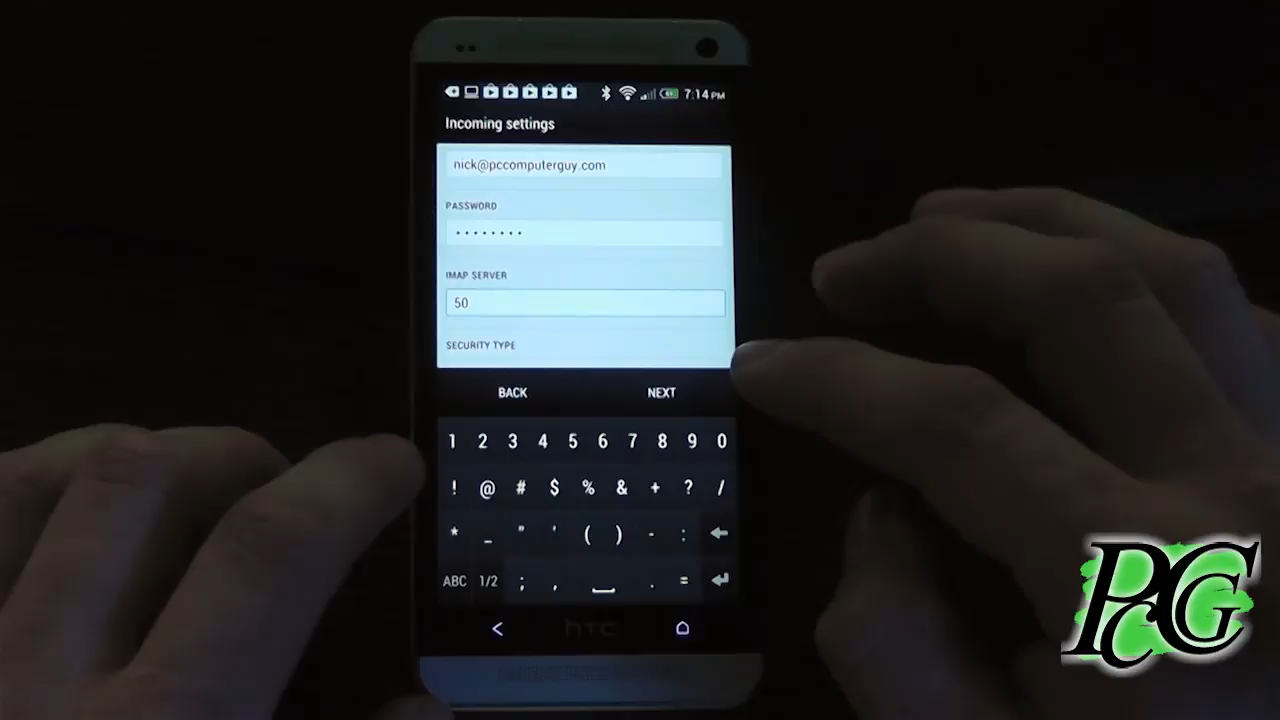 7:14 PM
Incoming settings
nick@pccomputerguy.com
PASSWORD
IMAP SERVER
50
SECURITY TYPE
BACK NEXT
1 2 3 4 5 6 7 8 9 0
! @ # $ % & + ? /
* _ " ' ( ) - :
ABC 1/2 ; , . =
hTC
PCG